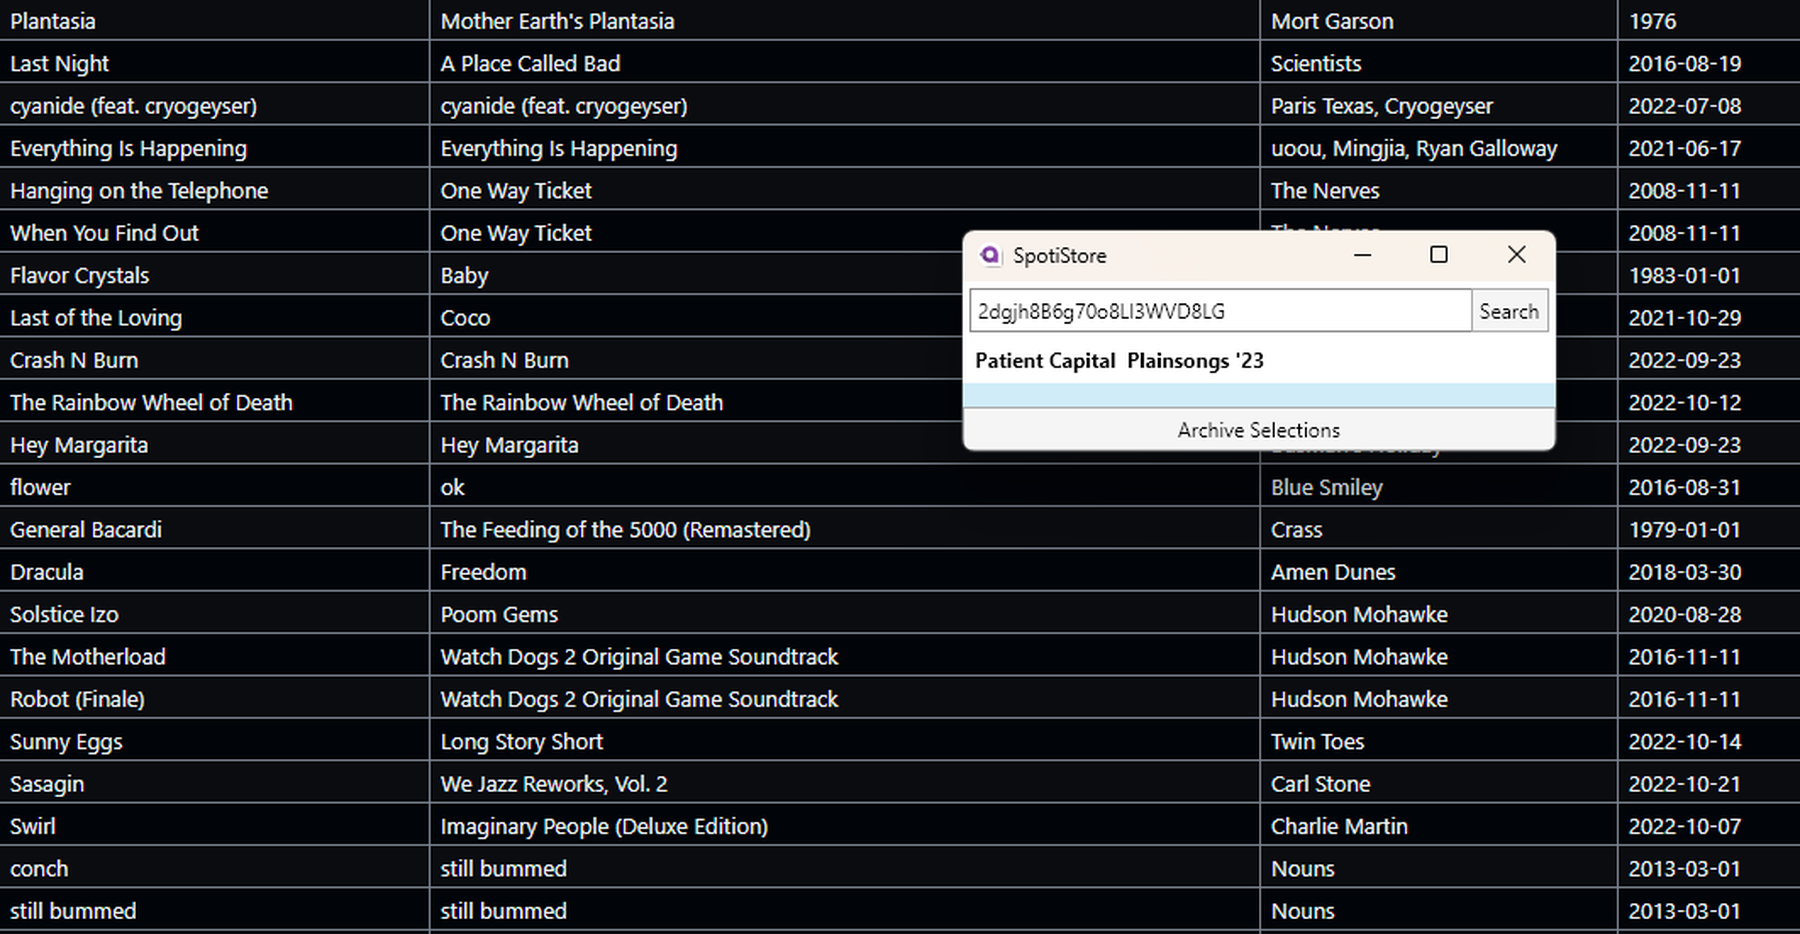 Plantasia Mother Earth's Plantasia Mort Garson 1976
Last Night A Place Called Bad Scientists 2016-08-19
cyanide (feat. cryogeyser) cyanide (feat. cryogeyser) Paris Texas, Cryogeyser 2022-07-08
Everything Is Happening Everything Is Happening uoou, Mingjia, Ryan Galloway 2021-06-17
Hanging on the Telephone One Way Ticket The Nerves 2008-11-11
When You Find Out One Way Ticket The Nerves 2008-11-11
Flavor Crystals Baby 1983-01-01
Last of the Loving Coco 2021-10-29
Crash N Burn Crash N Burn 2022-09-23
The Rainbow Wheel of Death The Rainbow Wheel of Death 2022-10-12
Hey Margarita Hey Margarita 2022-09-23
SpotiStore
2dgjh8B6g70o8LI3WVD8LG Search
Patient Capital Plainsongs '23
Archive Selections
flower ok Blue Smiley 2016-08-31
General Bacardi The Feeding of the 5000 (Remastered) Crass 1979-01-01
Dracula Freedom Amen Dunes 2018-03-30
Solstice Izo Poom Gems Hudson Mohawke 2020-08-28
The Motherload Watch Dogs 2 Original Game Soundtrack Hudson Mohawke 2016-11-11
Robot (Finale) Watch Dogs 2 Original Game Soundtrack Hudson Mohawke 2016-11-11
Sunny Eggs Long Story Short Twin Toes 2022-10-14
Sasagin We Jazz Reworks, Vol. 2 Carl Stone 2022-10-21
Swirl Imaginary People (Deluxe Edition) Charlie Martin 2022-10-07
conch still bummed Nouns 2013-03-01
still bummed still bummed Nouns 2013-03-01